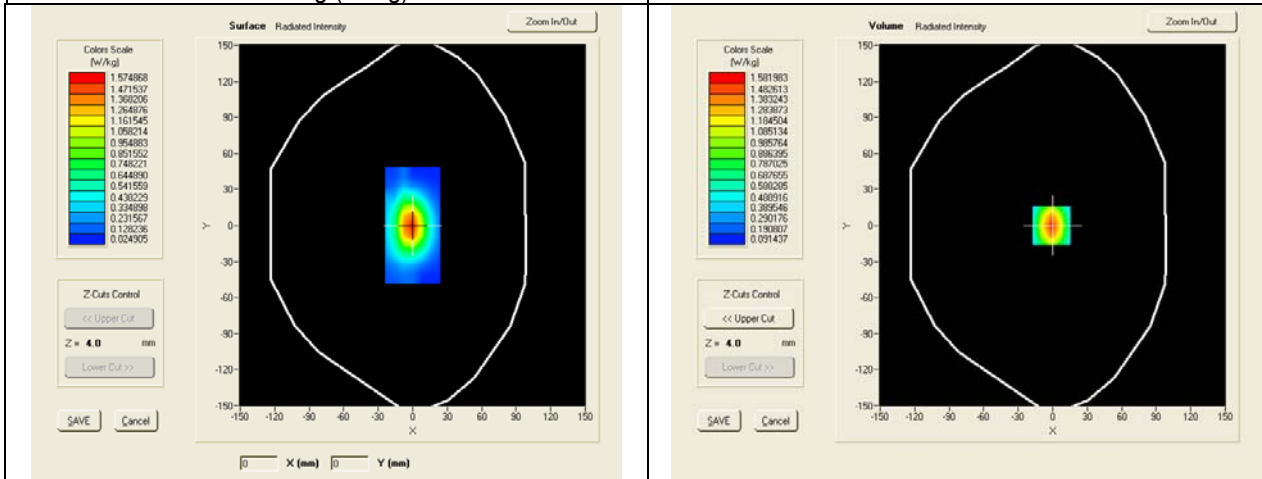 Surface Radiated Intensity
Zoom In/Out
Colors Scale
(W/kg)
1.574868
1.471537
1.368206
1.264876
1.161545
1.058214
0.954883
0.851552
0.748221
0.644890
0.541559
0.438229
0.334898
0.231567
0.128236
0.024905
150
120
90
60
30
0
-30
-60
-90
-120
-150
Y
-150 -120 -90 -60 -30 0 30 60 90 120 150
X
Z-Cuts Control
<< Upper Cut
Z = 4.0 mm
Lower Cut >>
SAVE Cancel
0 X (mm) 0 Y (mm)
Volume Radiated Intensity
Zoom In/Out
Colors Scale
(W/kg)
1.581983
1.482613
1.383243
1.283873
1.184504
1.085134
0.985764
0.886395
0.787025
0.687655
0.588285
0.488916
0.389546
0.290176
0.190807
0.091437
150
120
90
60
30
0
-30
-60
-90
-120
-150
Y
-150 -120 -90 -60 -30 0 30 60 90 120 150
X
Z-Cuts Control
<< Upper Cut
Z = 4.0 mm
Lower Cut >>
SAVE Cancel